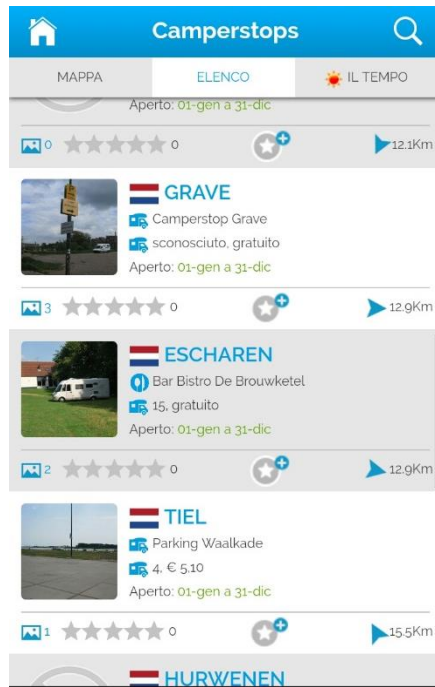 Camperstops
MAPPA ELENCO IL TEMPO
Aperto: 01-gen a 31-dic
0 0 12.1Km
GRAVE
Camperstop Grave
sconosciuto, gratuito
Aperto: 01-gen a 31-dic
3 0 12.9Km
ESCHAREN
Bar Bistro De Brouwketel
15, gratuito
Aperto: 01-gen a 31-dic
2 0 12.9Km
TIEL
Parking Waalkade
4, € 5.10
Aperto: 01-gen a 31-dic
1 0 15.5Km
HURWENEN